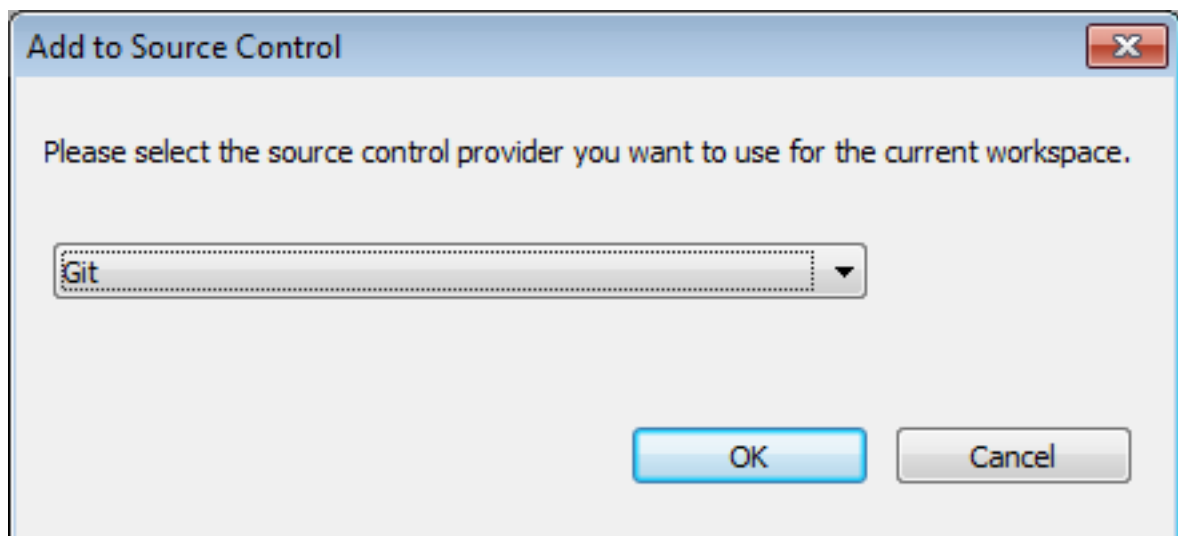 Add to Source Control
Please select the source control provider you want to use for the current workspace.
Git
OK Cancel